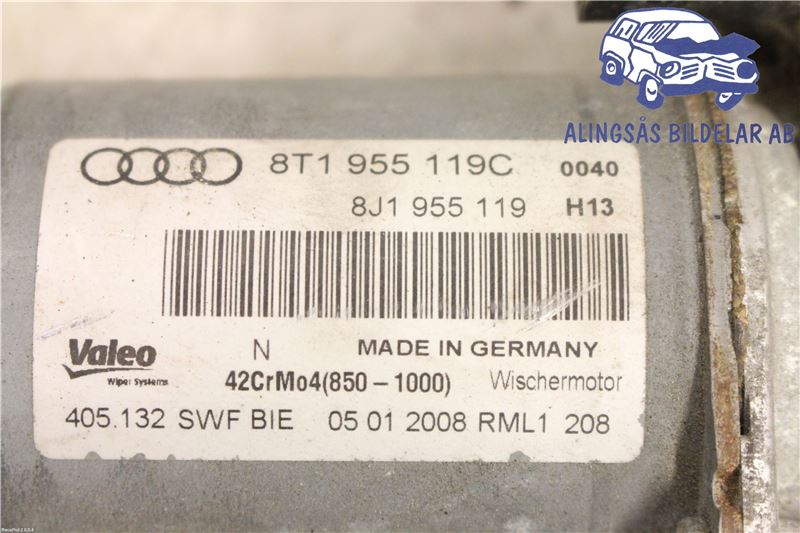 ALINGSÅS BILDELAR AB
8T1 955 119C 0040
8J1 955 119 H13
Valeo N MADE IN GERMANY
Wiper Systems 42CrMo4(850-1000) Wischermotor
405.132 SWF BIE 05 01 2008 RML1 208